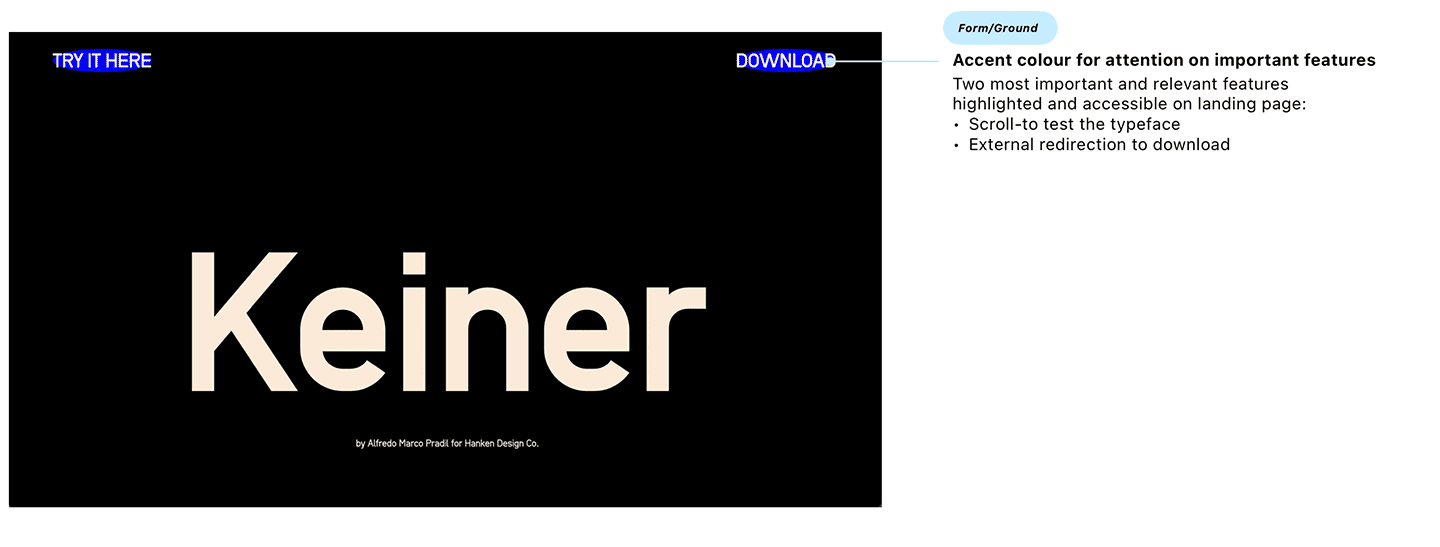 TRY IT HERE
DOWNLOAD
Keiner
by Alfredo Marco Pradil for Hanken Design Co.
Form/Ground
Accent colour for attention on important features
Two most important and relevant features
highlighted and accessible on landing page:
• Scroll-to test the typeface
• External redirection to download